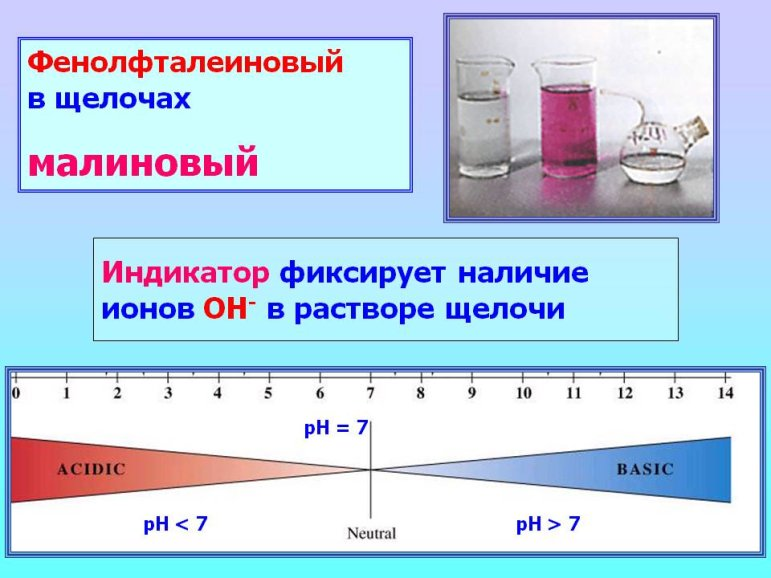 Фенолфталеиновый
в щелочах
малиновый
Индикатор фиксирует наличие
ионов OH- в растворе щелочи
0 1 2 3 4 5 6 7 8 9 10 11 12 13 14
pH = 7
ACIDIC BASIC
pH < 7 pH > 7
Neutral